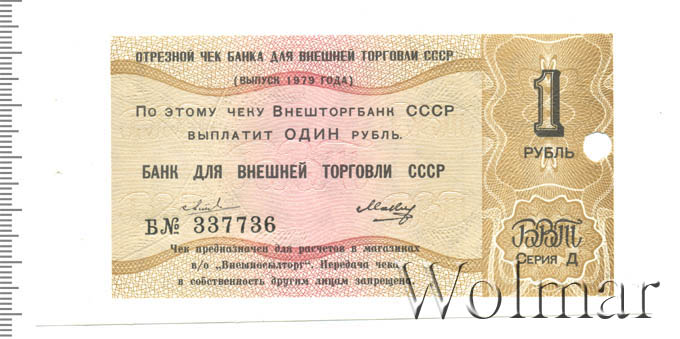 ОТРЕЗНОЙ ЧЕК БАНКА ДЛЯ ВНЕШНЕЙ ТОРГОВЛИ СССР
(ВЫПУСК 1979 ГОДА)
ПО ЭТОМУ ЧЕКУ ВНЕШТОРГБАНК СССР
ВЫПЛАТИТ ОДИН РУБЛЬ.
БАНК ДЛЯ ВНЕШНЕЙ ТОРГОВЛИ СССР
Б№ 337736
Чек предназначен для расчетов в магазинах
в/о „Внешпосылторг". Передача чека
в собственность другим лицам запрещена.
1
РУБЛЬ
ВВТ
СЕРИЯ Д
Wolmar